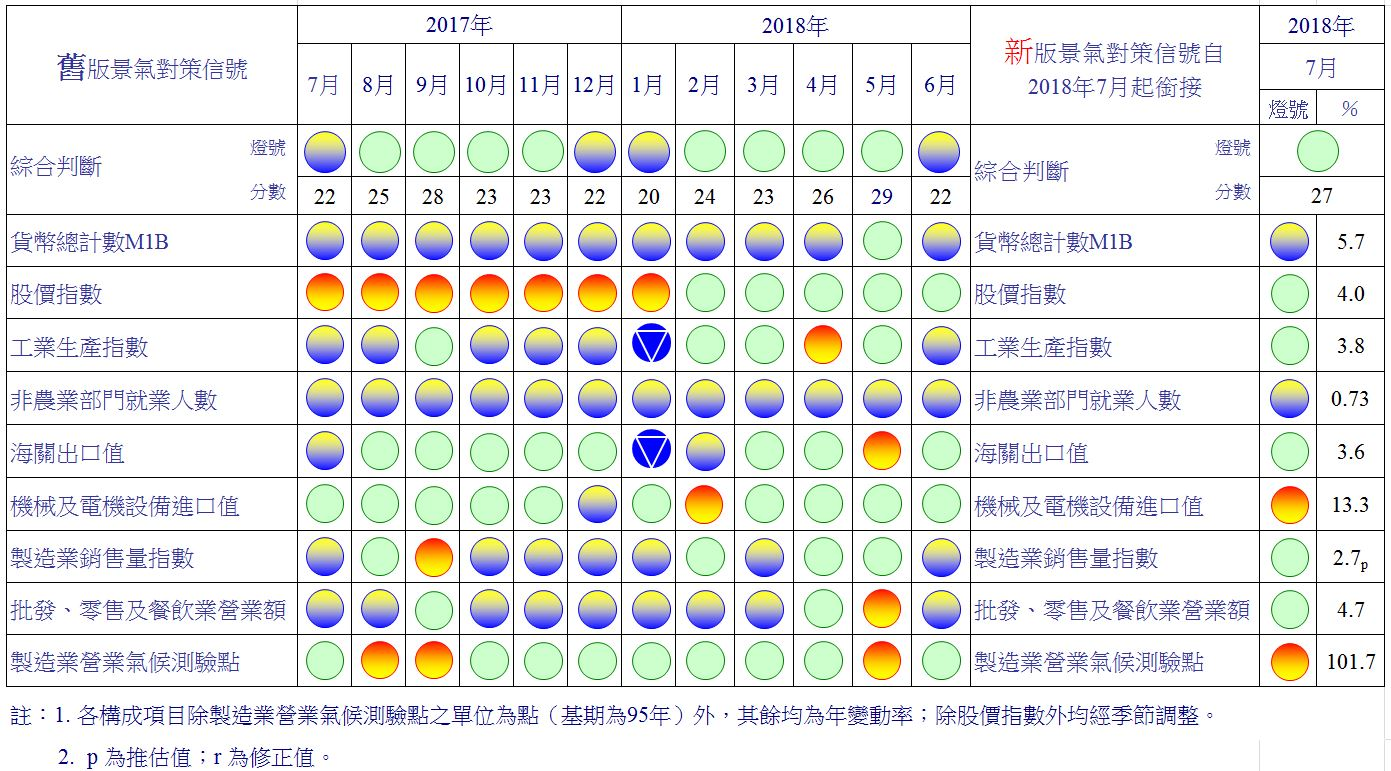 舊版景氣對策信號 2017年 2018年 新版景氣對策信號自2018年7月起銜接 2018年
7月 8月 9月 10月 11月 12月 1月 2月 3月 4月 5月 6月 7月
燈號 %
綜合判斷 燈號 綜合判斷 燈號
分數 22 25 28 23 23 22 20 24 23 26 29 22 分數 27
貨幣總計數M1B 貨幣總計數M1B 5.7
股價指數 股價指數 4.0
工業生產指數 工業生產指數 3.8
非農業部門就業人數 非農業部門就業人數 0.73
海關出口值 海關出口值 3.6
機械及電機設備進口值 機械及電機設備進口值 13.3
製造業銷售量指數 製造業銷售量指數 2.7p
批發、零售及餐飲業營業額 批發、零售及餐飲業營業額 4.7
製造業營業氣候測驗點 製造業營業氣候測驗點 101.7
註：1. 各構成項目除製造業營業氣候測驗點之單位為點（基期為95年）外，其餘均為年變動率；除股價指數外均經季節調整。
2. p 為推估值；r 為修正值。